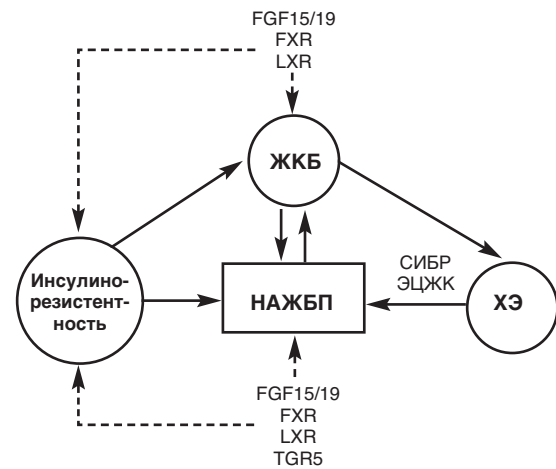 FGF15/19
FXR
LXR
ЖКБ
СИБР
ЭЦЖК
Инсулино-
резистент-
ность
НАЖБП
ХЭ
FGF15/19
FXR
LXR
TGR5